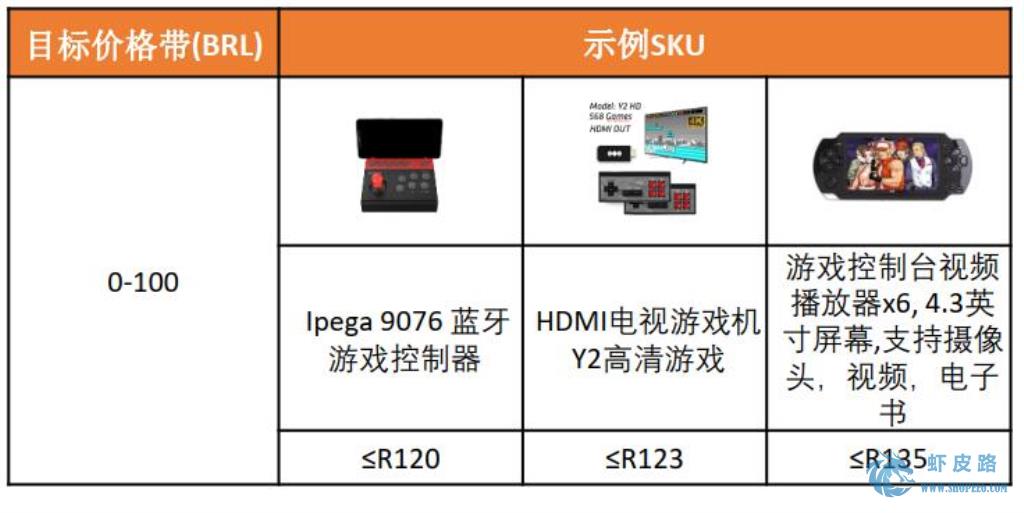 目标价格带(BRL)
示例SKU
Model: Y2 HD
568 Games
HDMI OUT
4K
0-100
Ipega 9076 蓝牙
游戏控制器
HDMI电视游戏机
Y2高清游戏
游戏控制台视频
播放器x6, 4.3英
寸屏幕,支持摄像
头，视频，电子
书
≤R120
≤R123
≤R135
虾皮路
WWW.SHOPEE6.COM